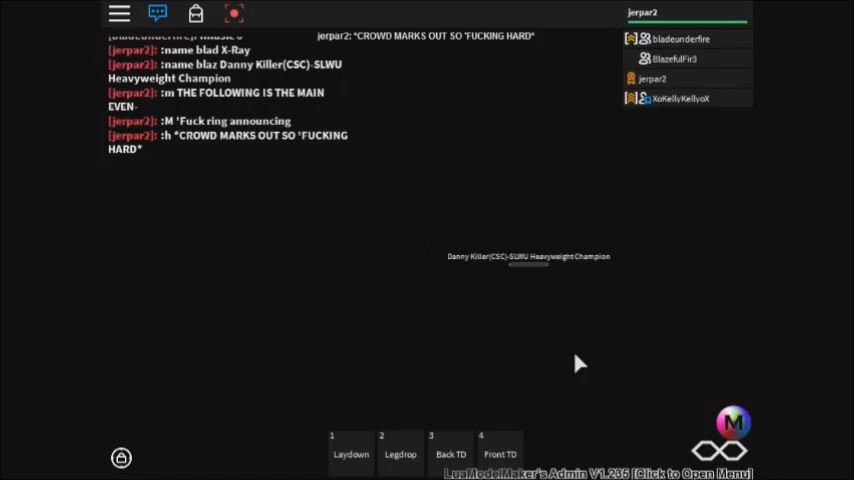 jerpar2
jerpar2: *CROWD MARKS OUT SO 'FUCKING HARD*
[jerpar2]: :name blad X-Ray
[jerpar2]: :name blaz Danny Killer(CSC)-SLWU
Heavyweight Champion
[jerpar2]: :m THE FOLLOWING IS THE MAIN
EVEN-
[jerpar2]: :M 'Fuck ring announcing
[jerpar2]: :h *CROWD MARKS OUT SO 'FUCKING
HARD*
bladeunderfire
BlazefulFir3
jerpar2
XoKellyKellyoX
Danny Killer(CSC)-SLWU Heavyweight Champion
M
1 2 3 4
Laydown Legdrop Back TD Front TD
LuaModelMaker's Admin V1.235 [Click to Open Menu]